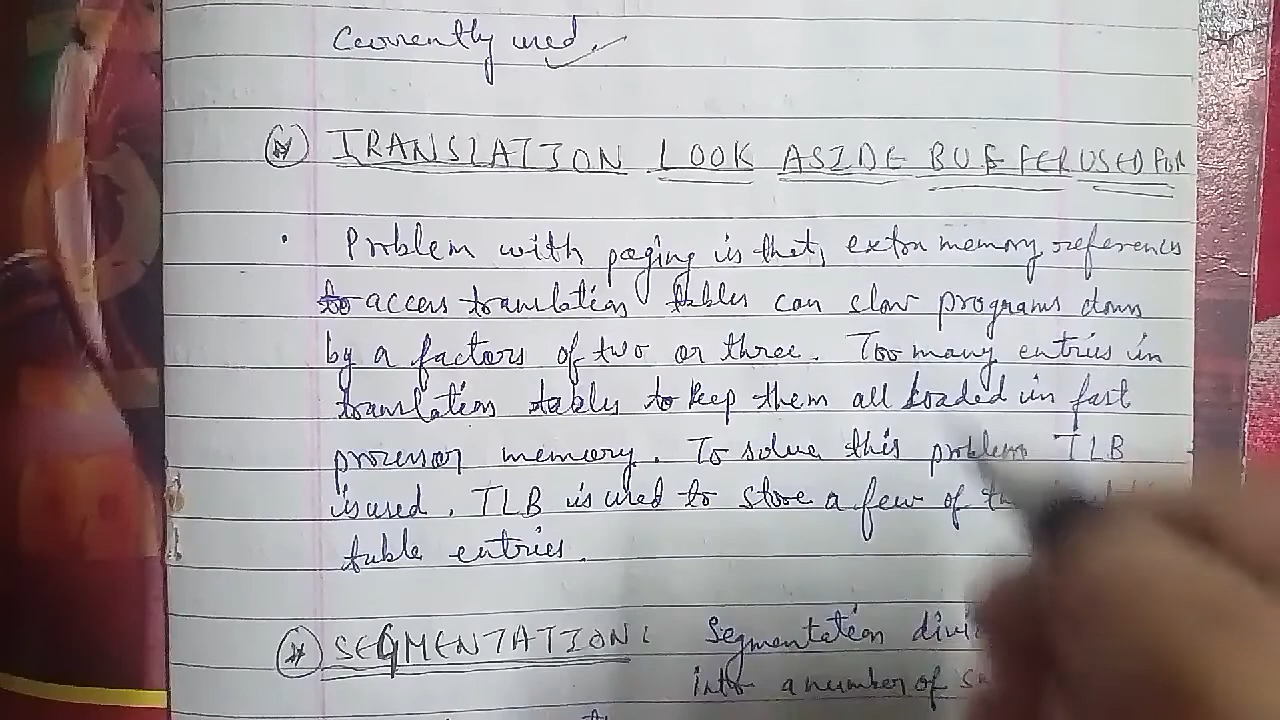 Currently used.
TRANSLATION LOOK ASIDE BUFFER USED FOR
• Problem with paging is that, extra memory references
to access translation tables can slow programs down
by a factors of two or three. Too many entries in
translation tables to keep them all loaded in fast
processor memory. To solve this problem TLB
is used. TLB is used to store a few of
table entries.
SEGMENTATION: Segmentation
into a number of